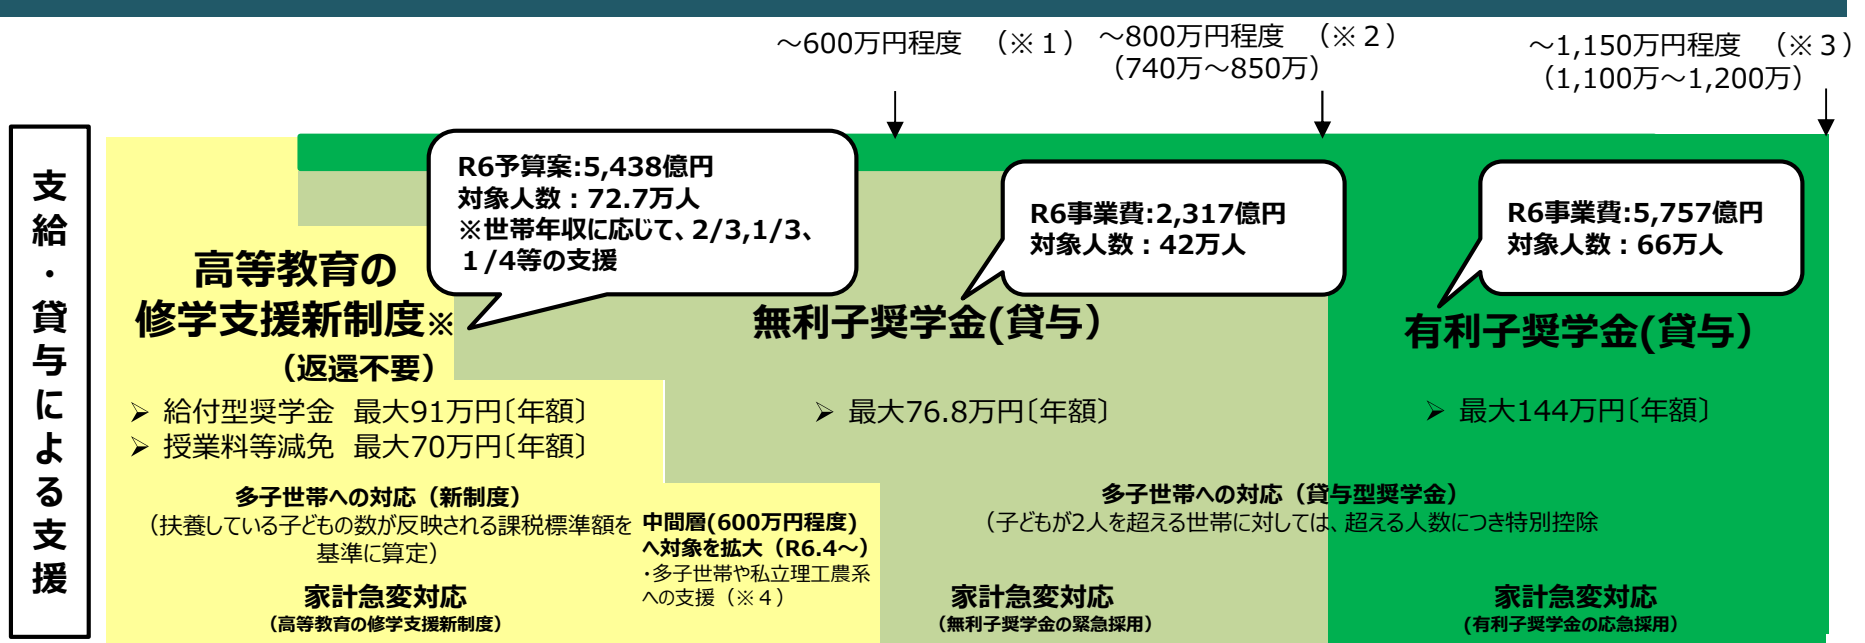 ～600万円程度　（※１）
～800万円程度　（※２）
（740万～850万）
～1,150万円程度　（※３）
（1,100万～1,200万）
支給・貸与による支援
R6予算案:5,438億円
対象人数：72.7万人
※世帯年収に応じて、2/3,1/3、
１/4等の支援
高等教育の
修学支援新制度※
（返還不要）
➢ 給付型奨学金　最大91万円〔年額〕
➢ 授業料等減免　最大70万円〔年額〕
多子世帯への対応（新制度）
（扶養している子どもの数が反映される課税標準額を
基準に算定）
家計急変対応
（高等教育の修学支援新制度）
中間層(600万円程度)
へ対象を拡大（R6.4～）
・多子世帯や私立理工農系
への支援（※４）
R6事業費:2,317億円
対象人数：42万人
無利子奨学金(貸与）
➢ 最大76.8万円〔年額〕
多子世帯への対応（貸与型奨学金）
（子どもが2人を超える世帯に対しては、超える人数につき特別控除
家計急変対応
（無利子奨学金の緊急採用）
R6事業費:5,757億円
対象人数：66万人
有利子奨学金(貸与）
➢ 最大144万円〔年額〕
家計急変対応
(有利子奨学金の応急採用）